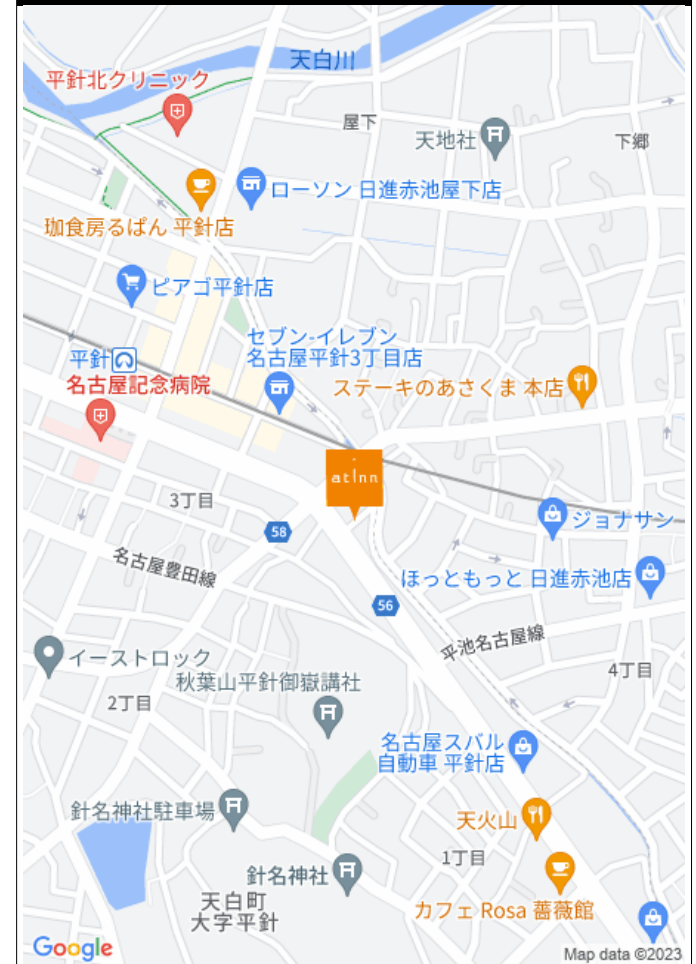 天白川
平針北クリニック
屋下
天地社
下郷
ローソン 日進赤池屋下店
珈食房るぱん 平針店
ピアゴ平針店
セブン-イレブン
名古屋平針3丁目店
平針
名古屋記念病院
ステーキのあさくま 本店
atInn
3丁目
58
ジョナサン
名古屋豊田線
ほっともっと 日進赤池店
56
平池名古屋線
イーストロック
秋葉山平針御嶽講社
4丁目
2丁目
名古屋スバル
自動車 平針店
針名神社駐車場
天火山
1丁目
針名神社
天白町
大字平針
カフェ Rosa 薔薇館
Google
Map data ©2023